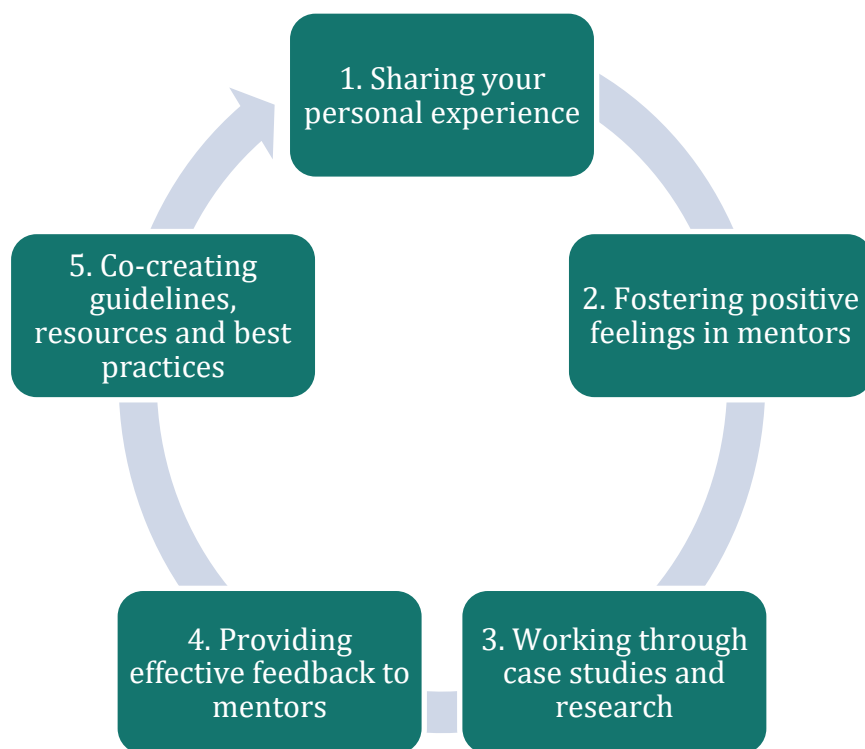 1. Sharing your
personal experience
2. Fostering positive
feelings in mentors
3. Working through
case studies and
research
4. Providing
effective feedback to
mentors
5. Co-creating
guidelines,
resources and best
practices